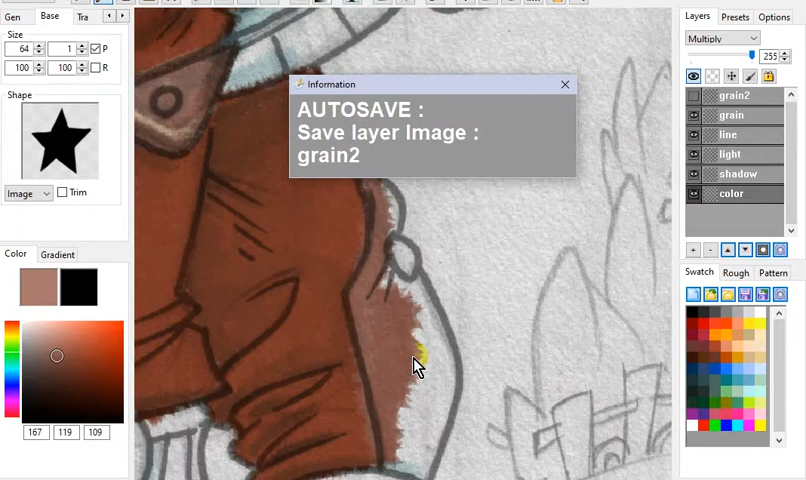 Gen Base Tra
Size
64 1 P
100 100 R
Shape
Image Trim
Color Gradient
167 119 109
Information
AUTOSAVE :
Save layer Image :
grain2
Layers Presets Options
Multiply
255
grain2
grain
line
light
shadow
color
+ -
Swatch Rough Pattern